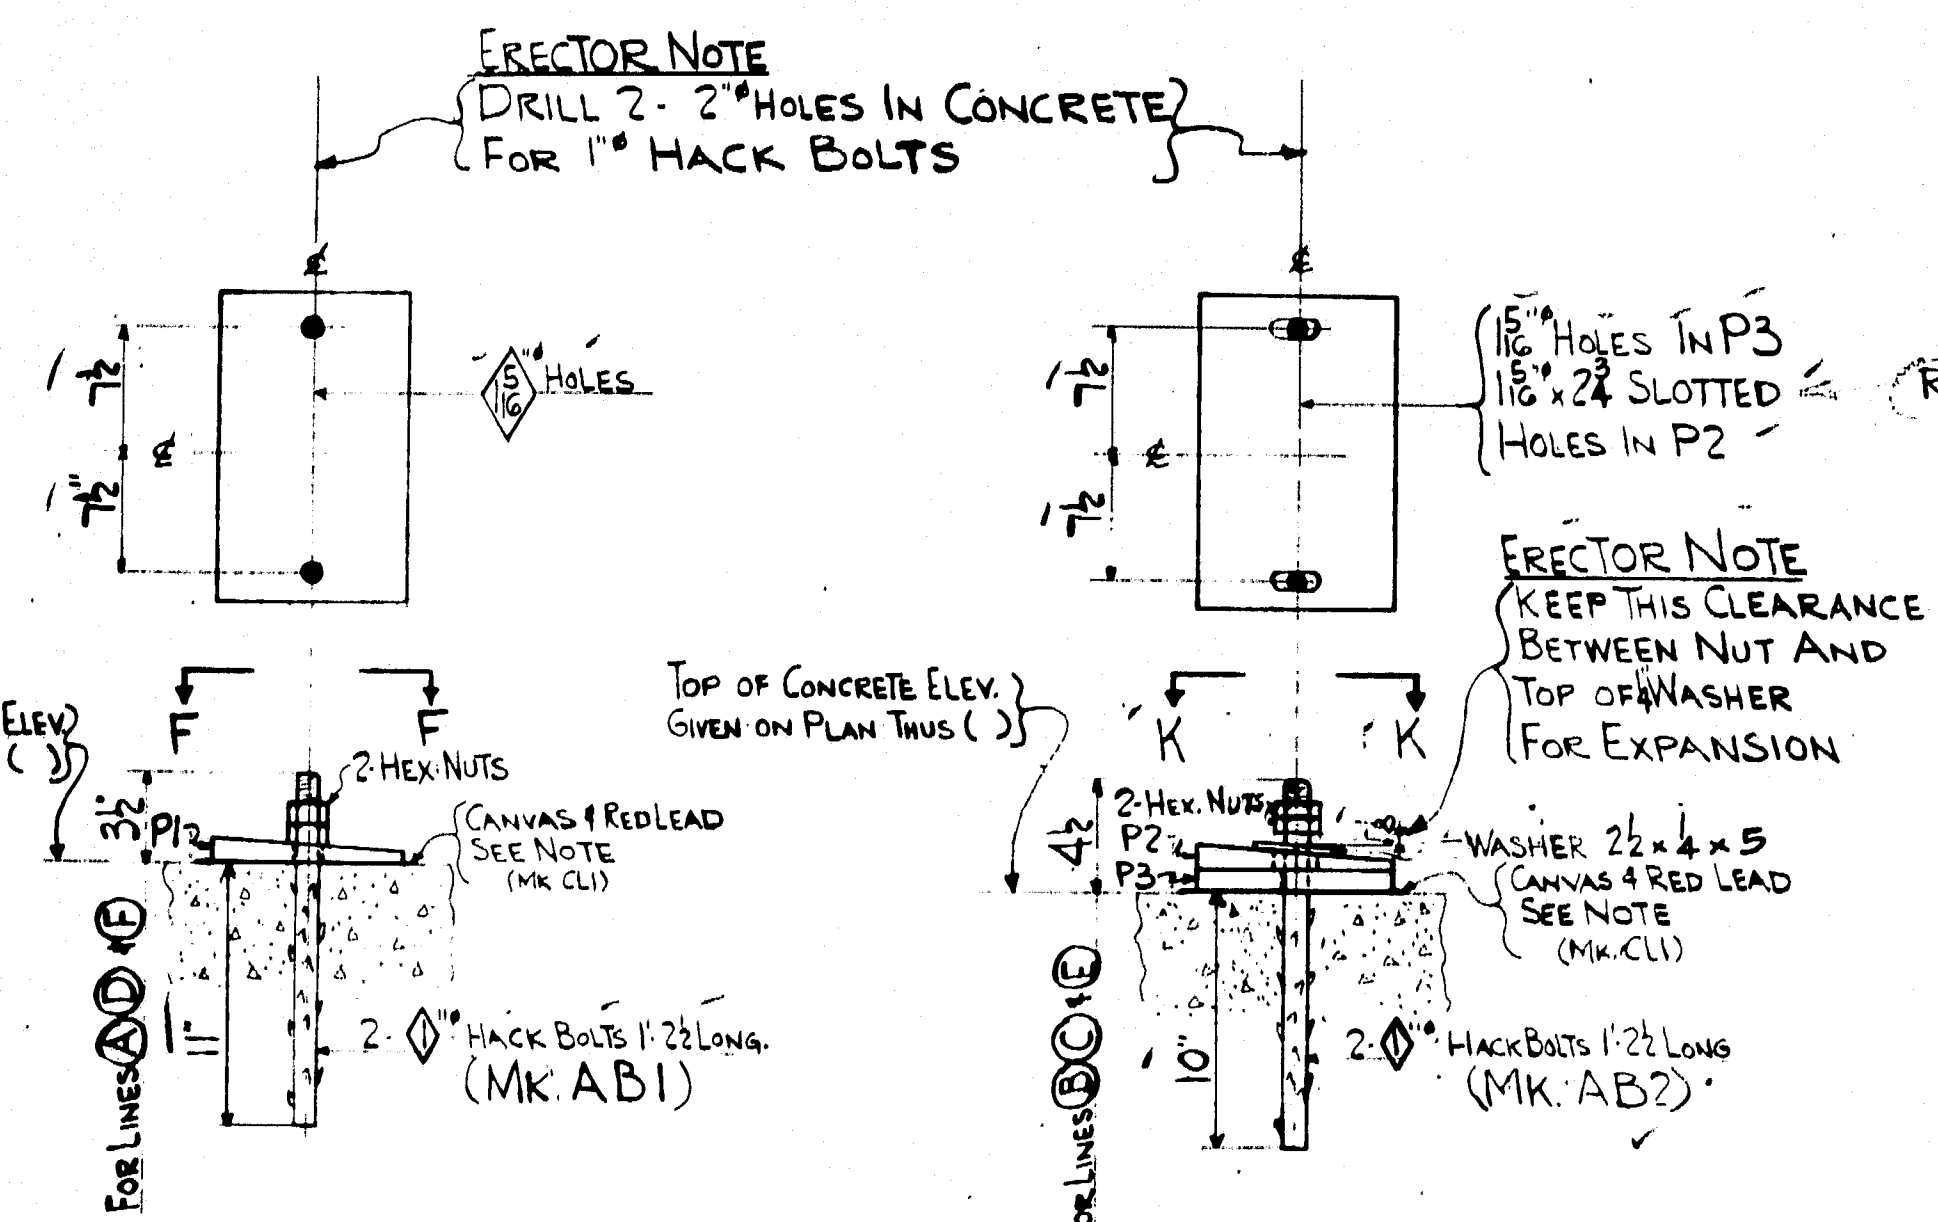 ERECTOR NOTE
DRILL 2- 2"ø HOLES IN CONCRETE
FOR 1"ø HACK BOLTS
℄
℄
7½
℄
7½"
1 5/16"ø HOLES
7½
℄
7½
1 5/16"ø HOLES IN P3
1 5/16"ø x 2¾ SLOTTED
HOLES IN P2
R
ERECTOR NOTE
KEEP THIS CLEARANCE
BETWEEN NUT AND
TOP OF WASHER
FOR EXPANSION
F F
ELEV.
( )
3½"
P1
2-HEX. NUTS
CANVAS & RED LEAD
SEE NOTE
(MK CL1)
11"
2- 1"ø HACK BOLTS 1'-2½ LONG.
(MK. AB1)
FOR LINES A D & F
TOP OF CONCRETE ELEV.
GIVEN ON PLAN THUS ( )
K K
4½
2-HEX. NUTS
P2
P3
WASHER 2½ x ¼ x 5
CANVAS & RED LEAD
SEE NOTE
(MK. CL1)
10"
2- 1"ø HACK BOLTS 1'-2½ LONG
(MK. AB2)
FOR LINES B C & E